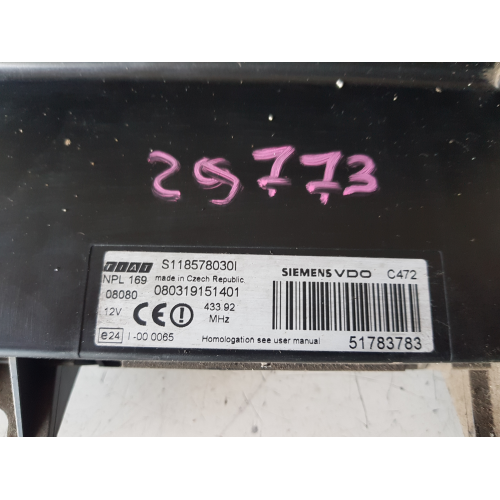 29773
FIAT S118578030I
NPL 169 made in Czech Republic SIEMENS VDO C472
08080 080319151401
12V CE 433.92
MHz
e24 I-00 0065 Homologation see user manual 51783783